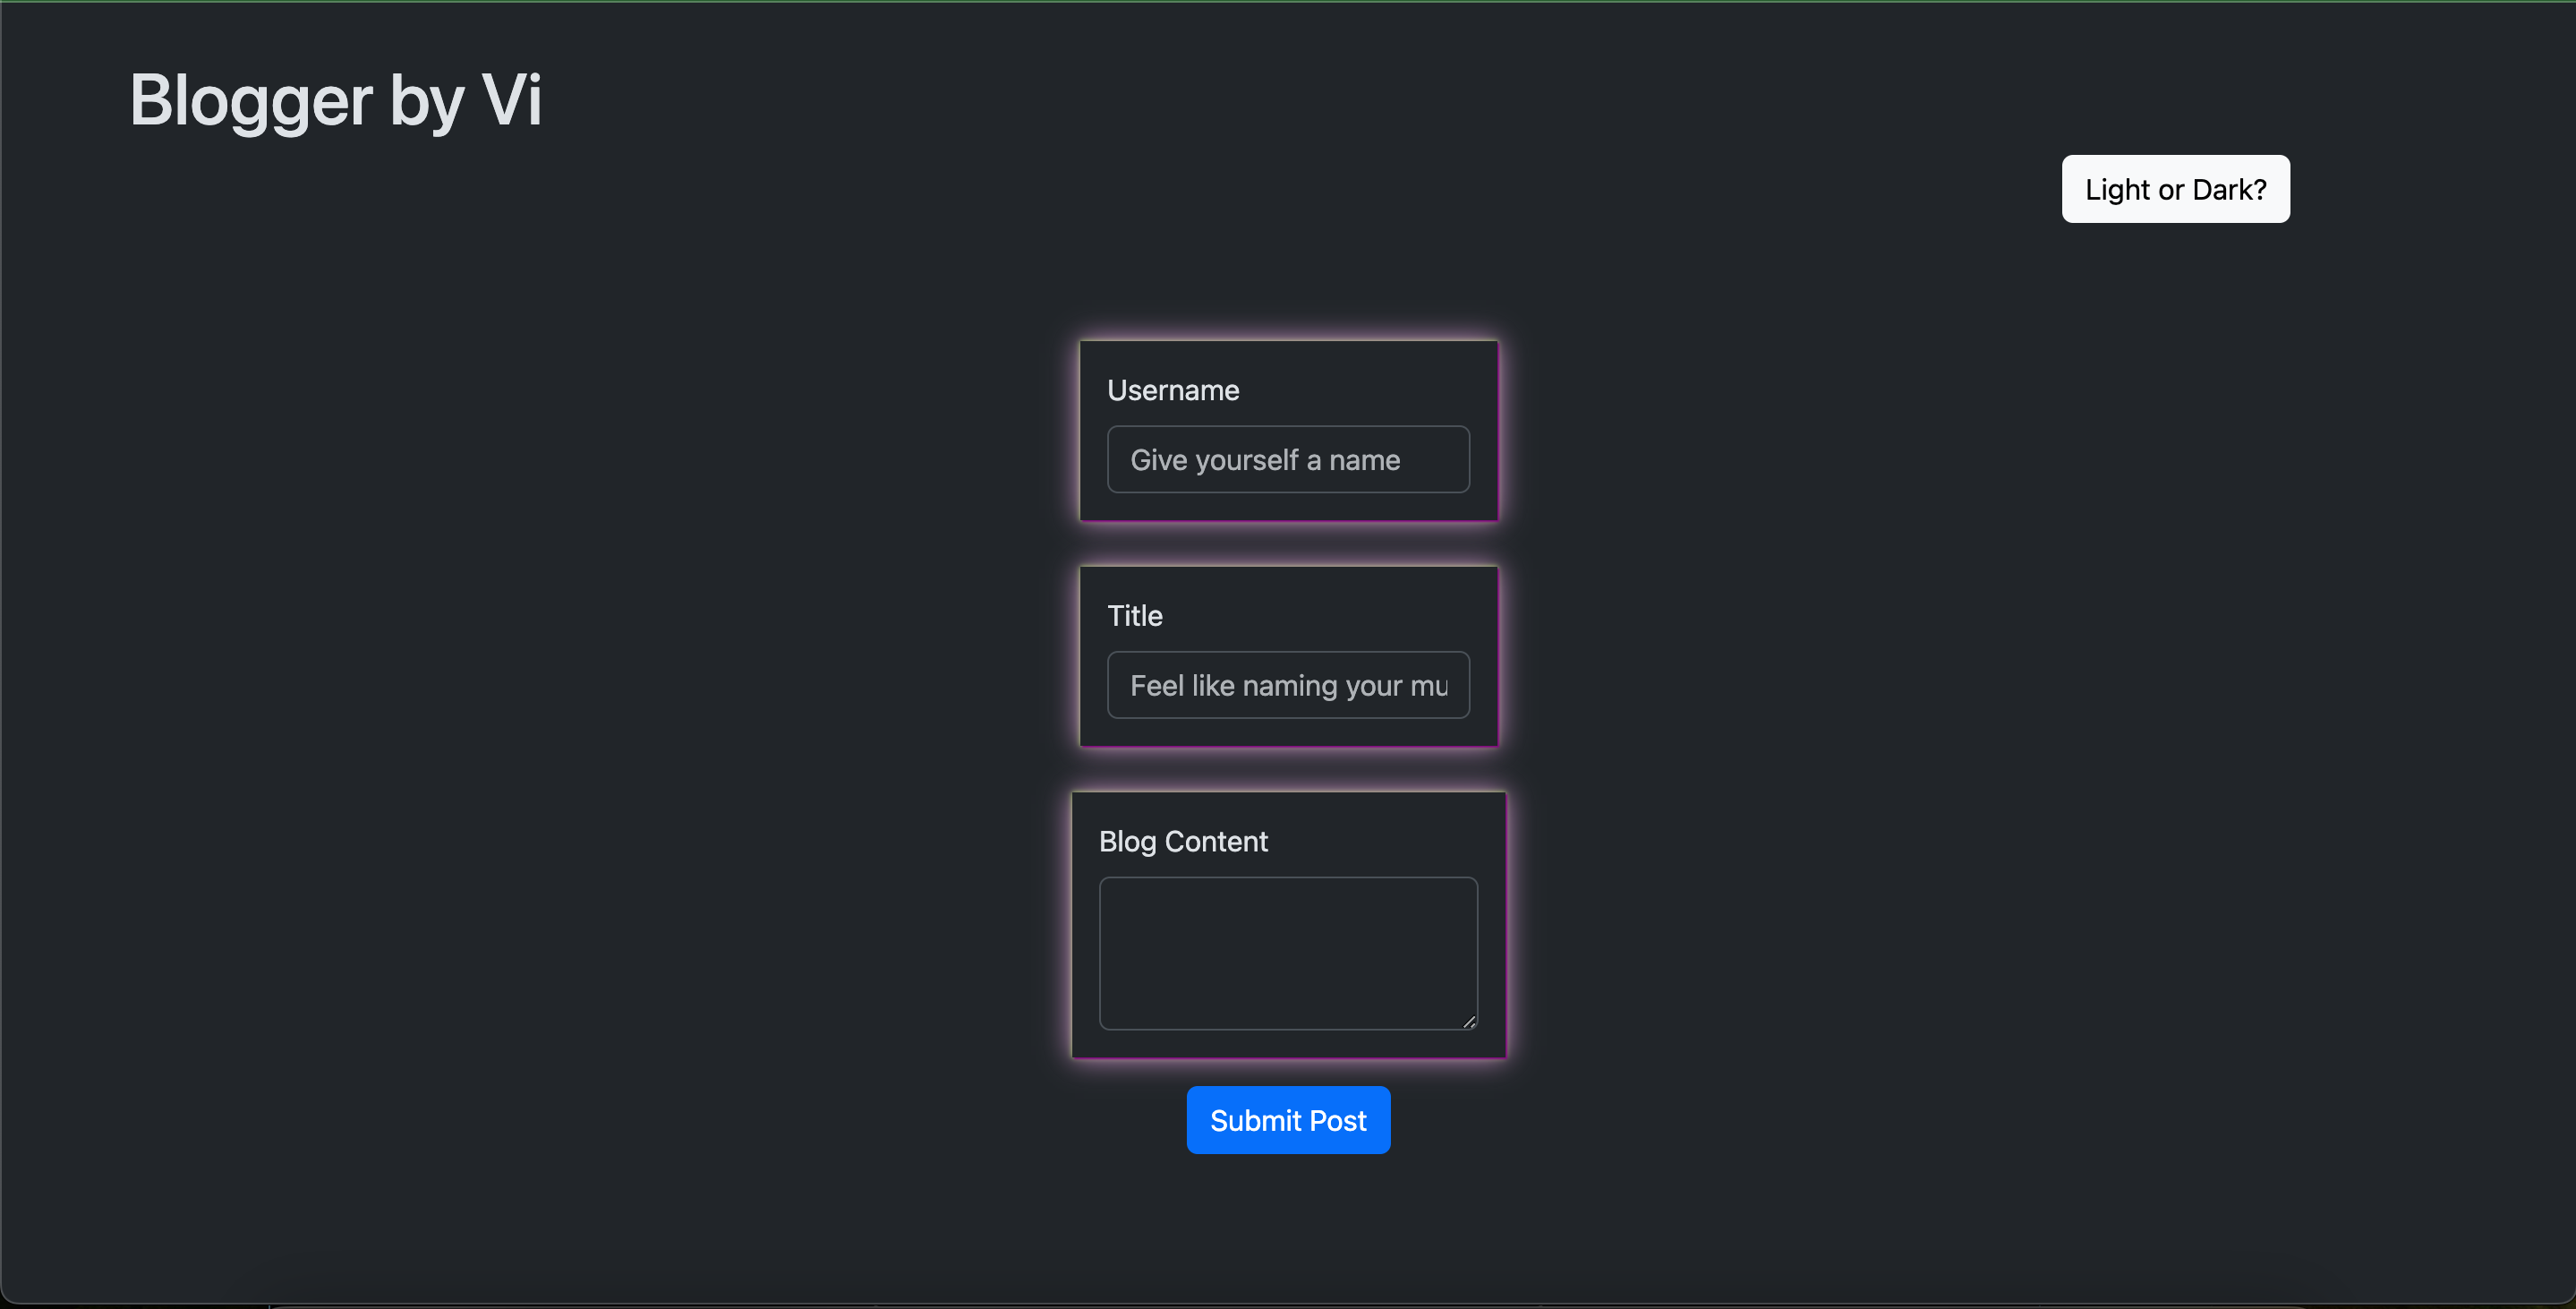 Blogger by Vi
Light or Dark?
Username
Give yourself a name
Title
Feel like naming your mu
Blog Content
Submit Post